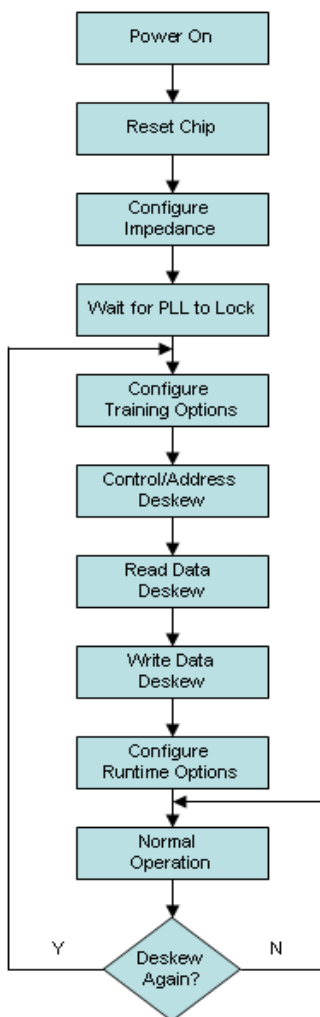 Power On
Reset Chip
Configure
Impedance
Wait for PLL to Lock
Configure
Training Options
Control/Address
Deskew
Read Data
Deskew
Write Data
Deskew
Configure
Runtime Options
Normal
Operation
Y
N
Deskew
Again?